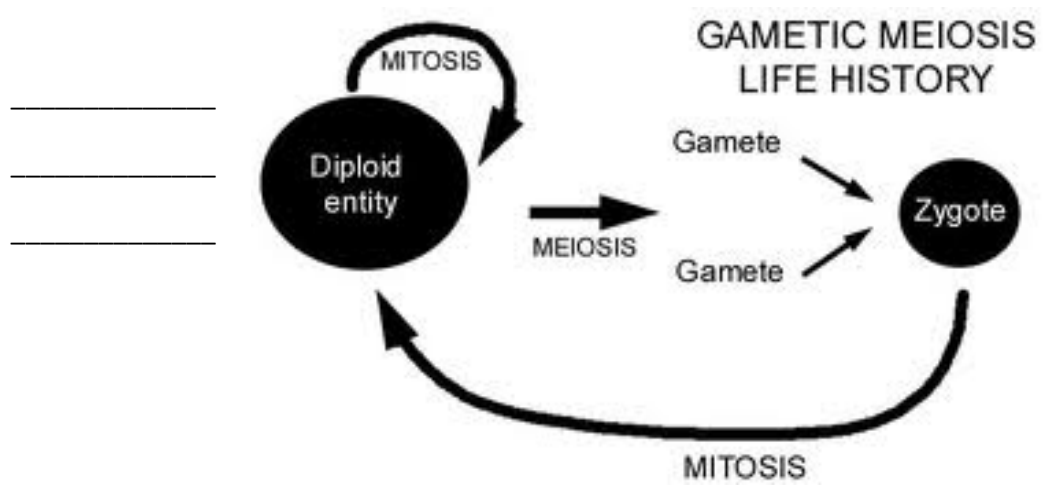 GAMETIC MEIOSIS
LIFE HISTORY
MITOSIS
Diploid
entity
MEIOSIS
Gamete
Gamete
Zygote
MITOSIS